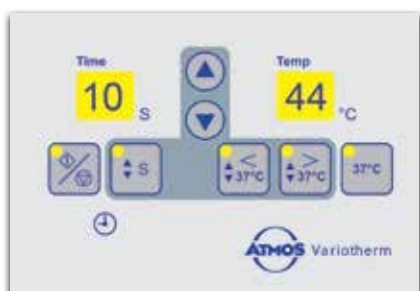 Time
Temp
10 S
44 °C
S
< 37°C
> 37°C
37°C
ATMOS Variotherm